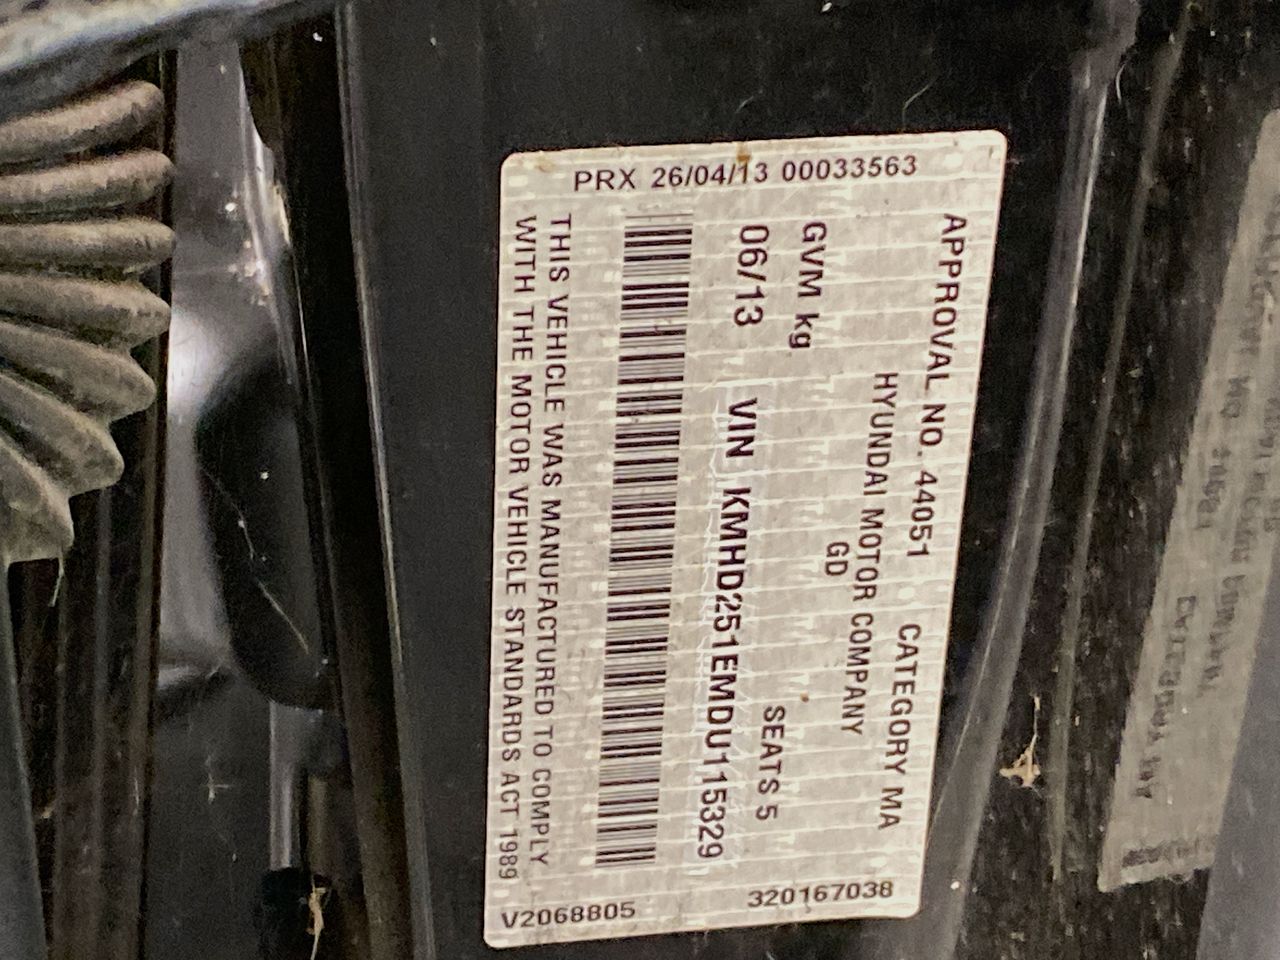 PRX 26/04/13 00033563
APPROVAL NO. 44051 CATEGORY MA
HYUNDAI MOTOR COMPANY
GD
GVM kg SEATS 5
06/13 VIN KMHD251EMDU115329
THIS VEHICLE WAS MANUFACTURED TO COMPLY
WITH THE MOTOR VEHICLE STANDARDS ACT 1989
V2068805 320167038